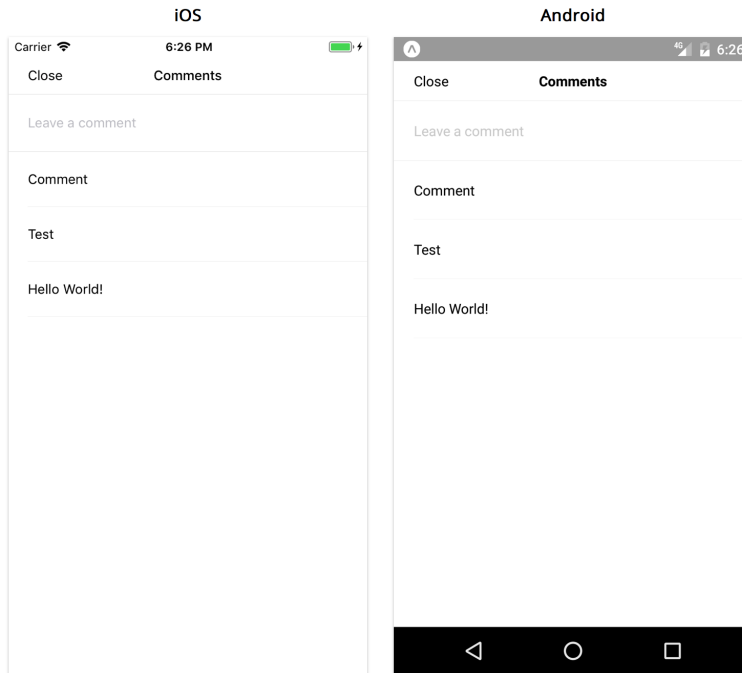 iOS
Carrier 6:26 PM
Close Comments
Leave a comment
Comment
Test
Hello World!
Android
4G 6:26
Close Comments
Leave a comment
Comment
Test
Hello World!